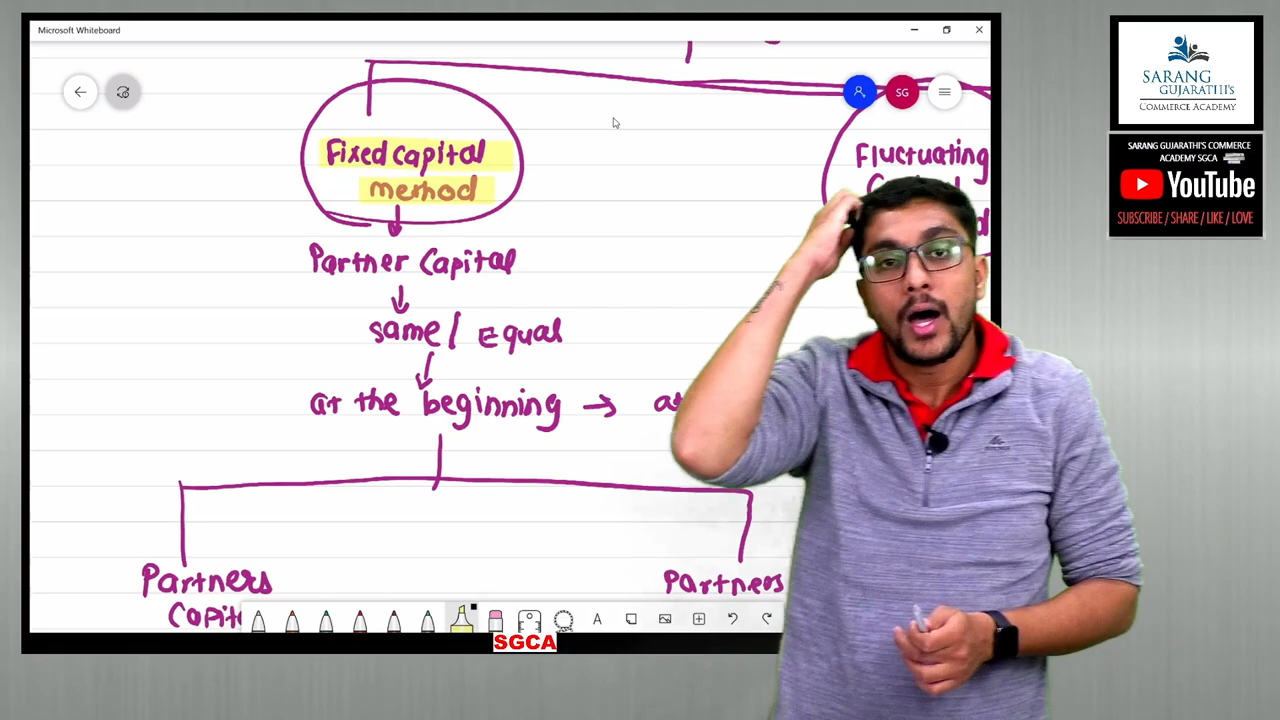 Microsoft Whiteboard
SARANG
GUJARATHI'S
COMMERCE ACADEMY
SG
Fixed capital
method
Fluctuating
SARANG GUJARATHI'S COMMERCE
ACADEMY SGCA
YouTube
SUBSCRIBE / SHARE / LIKE / LOVE
Partner Capital
same / Equal
at the beginning →
Partners
Partners
SGCA